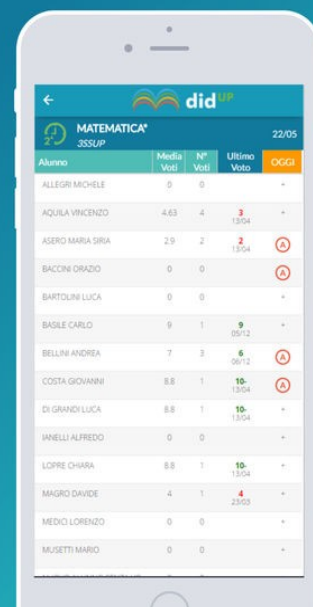 did UP
2°
MATEMATICA*
3SSUP
22/05
Alunno Media Voti N° Voti Ultimo Voto OGGI
ALLEGRI MICHELE 0 0 +
AQUILA VINCENZO 4.63 4 3 13/04 +
ASERO MARIA SIRIA 2.9 2 2 13/04 A
BACCINI ORAZIO 0 0 A
BARTOLINI LUCA 0 0 +
BASILE CARLO 9 1 9 05/12 +
BELLINI ANDREA 7 3 6 06/12 A
COSTA GIOVANNI 8.8 1 10- 13/04 A
DI GRANDI LUCA 8.8 1 10- 13/04 +
IANELLI ALFREDO 0 0 +
LOPRE CHIARA 8.8 1 10- 13/04 +
MAGRO DAVIDE 4 1 4 23/03 +
MEDICI LORENZO 0 0 +
MUSETTI MARIO 0 0 +